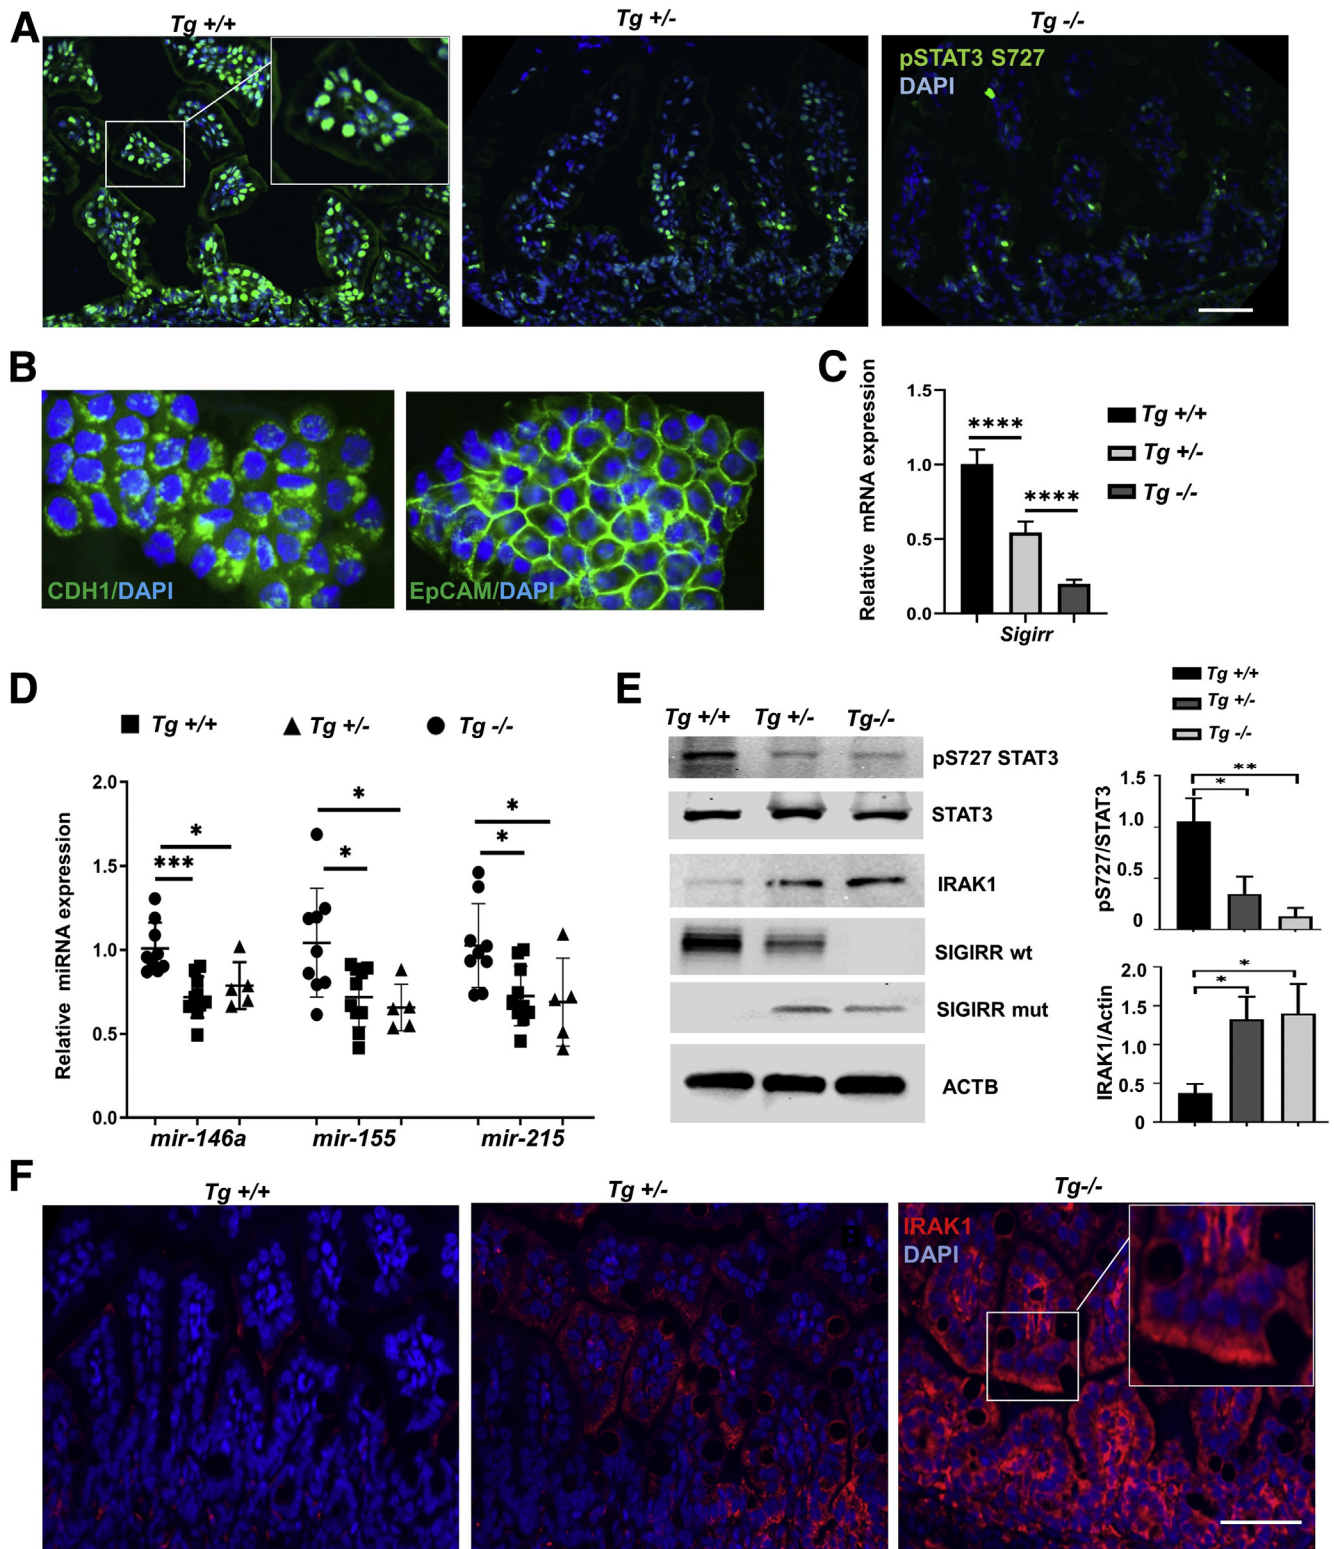 A
Tg +/+
Tg +/-
Tg -/-
pSTAT3 S727
DAPI
B
CDH1/DAPI
EpCAM/DAPI
C
Relative mRNA expression
1.5
1.0
0.5
0.0
****
****
Sigirr
Tg +/+
Tg +/-
Tg -/-
D
Tg +/+
Tg +/-
Tg -/-
Relative miRNA expression
2.0
1.5
1.0
0.5
0.0
***
*
*
*
*
*
mir-146a
mir-155
mir-215
E
Tg +/+
Tg +/-
Tg-/-
pS727 STAT3
STAT3
IRAK1
SIGIRR wt
SIGIRR mut
ACTB
Tg +/+
Tg +/-
Tg -/-
pS727/STAT3
1.5
1.0
0.5
0
*
**
IRAK1/Actin
2.0
1.5
1.0
0.5
0
*
*
F
Tg +/+
Tg +/-
Tg-/-
IRAK1
DAPI